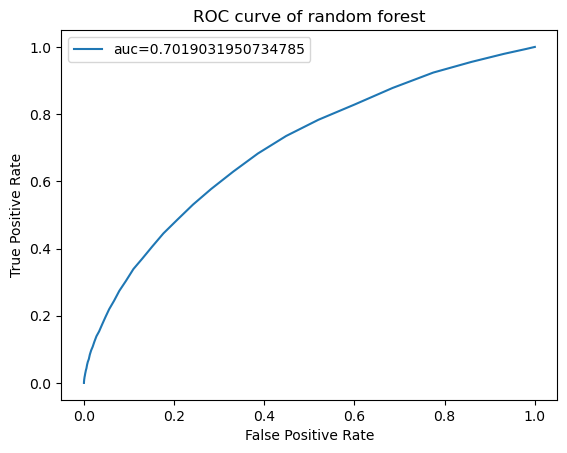 ROC curve of random forest
auc=0.7019031950734785
True Positive Rate
1.0
0.8
0.6
0.4
0.2
0.0
0.0 0.2 0.4 0.6 0.8 1.0
False Positive Rate